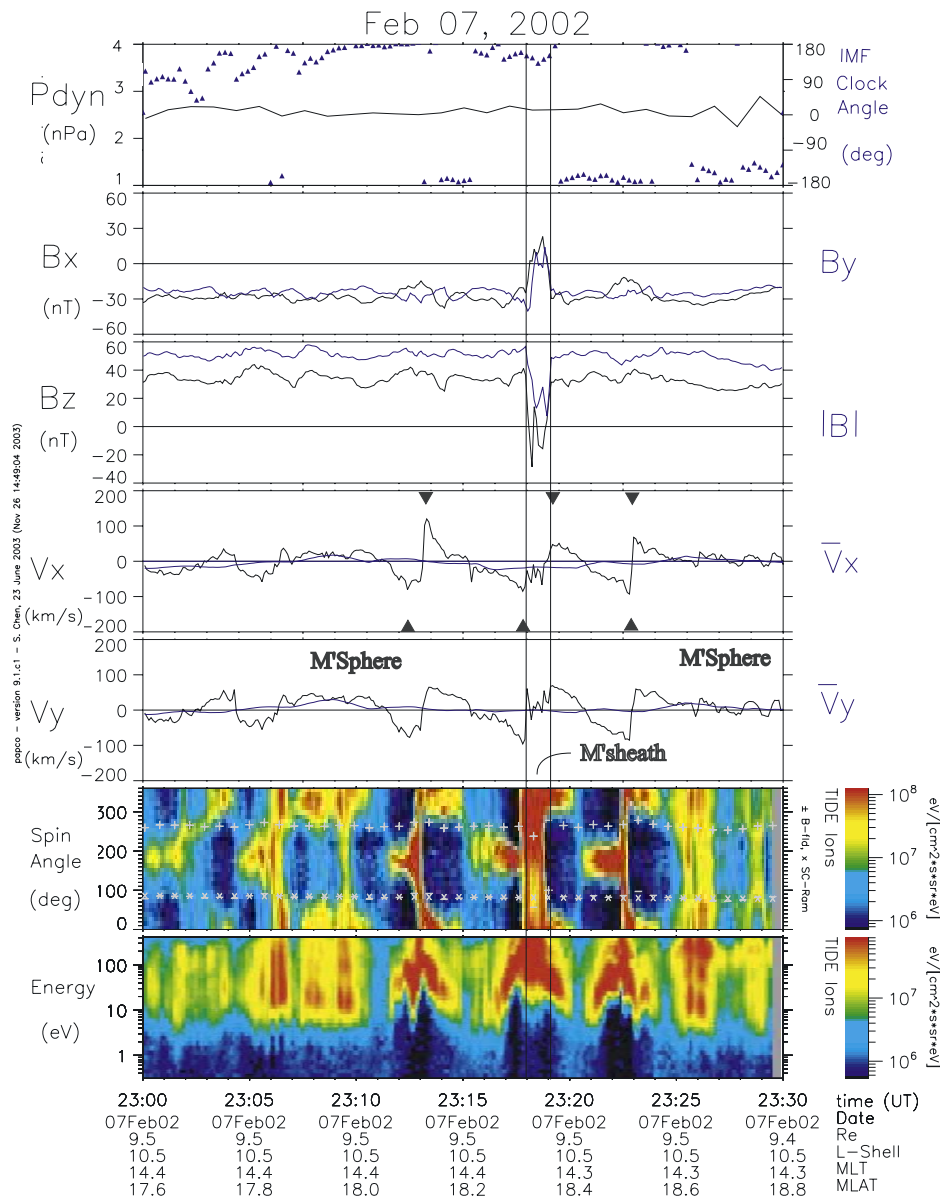 Feb 07, 2002
Pdyn
(nPa)
4
3
2
1
180
90
0
-90
-180
IMF
Clock
Angle
(deg)
Bx
(nT)
60
30
0
-30
-60
By
Bz
(nT)
60
40
20
0
-20
-40
|B|
Vx
(km/s)
200
100
0
-100
-200
Vx
Vy
(km/s)
200
100
0
-100
-200
Vy
M'Sphere
M'Sphere
M'sheath
papco - version 9.1.c1 - S. Chen, 23 June 2003 (Nov 26 14:49:04 2003)
Spin
Angle
(deg)
300
200
100
0
± B-fld, x SC-Ram
TIDE Ions
10^8
10^7
10^6
eV/[cm^2*s*sr*eV]
Energy
(eV)
100
10
1
TIDE Ions
10^7
10^6
eV/[cm^2*s*sr*eV]
23:00 23:05 23:10 23:15 23:20 23:25 23:30 time (UT)
07Feb02 07Feb02 07Feb02 07Feb02 07Feb02 07Feb02 07Feb02 Date
9.5 9.5 9.5 9.5 9.5 9.5 9.4 Re
10.5 10.5 10.5 10.5 10.5 10.5 10.5 L-Shell
14.4 14.4 14.4 14.4 14.3 14.3 14.3 MLT
17.6 17.8 18.0 18.2 18.4 18.6 18.8 MLAT